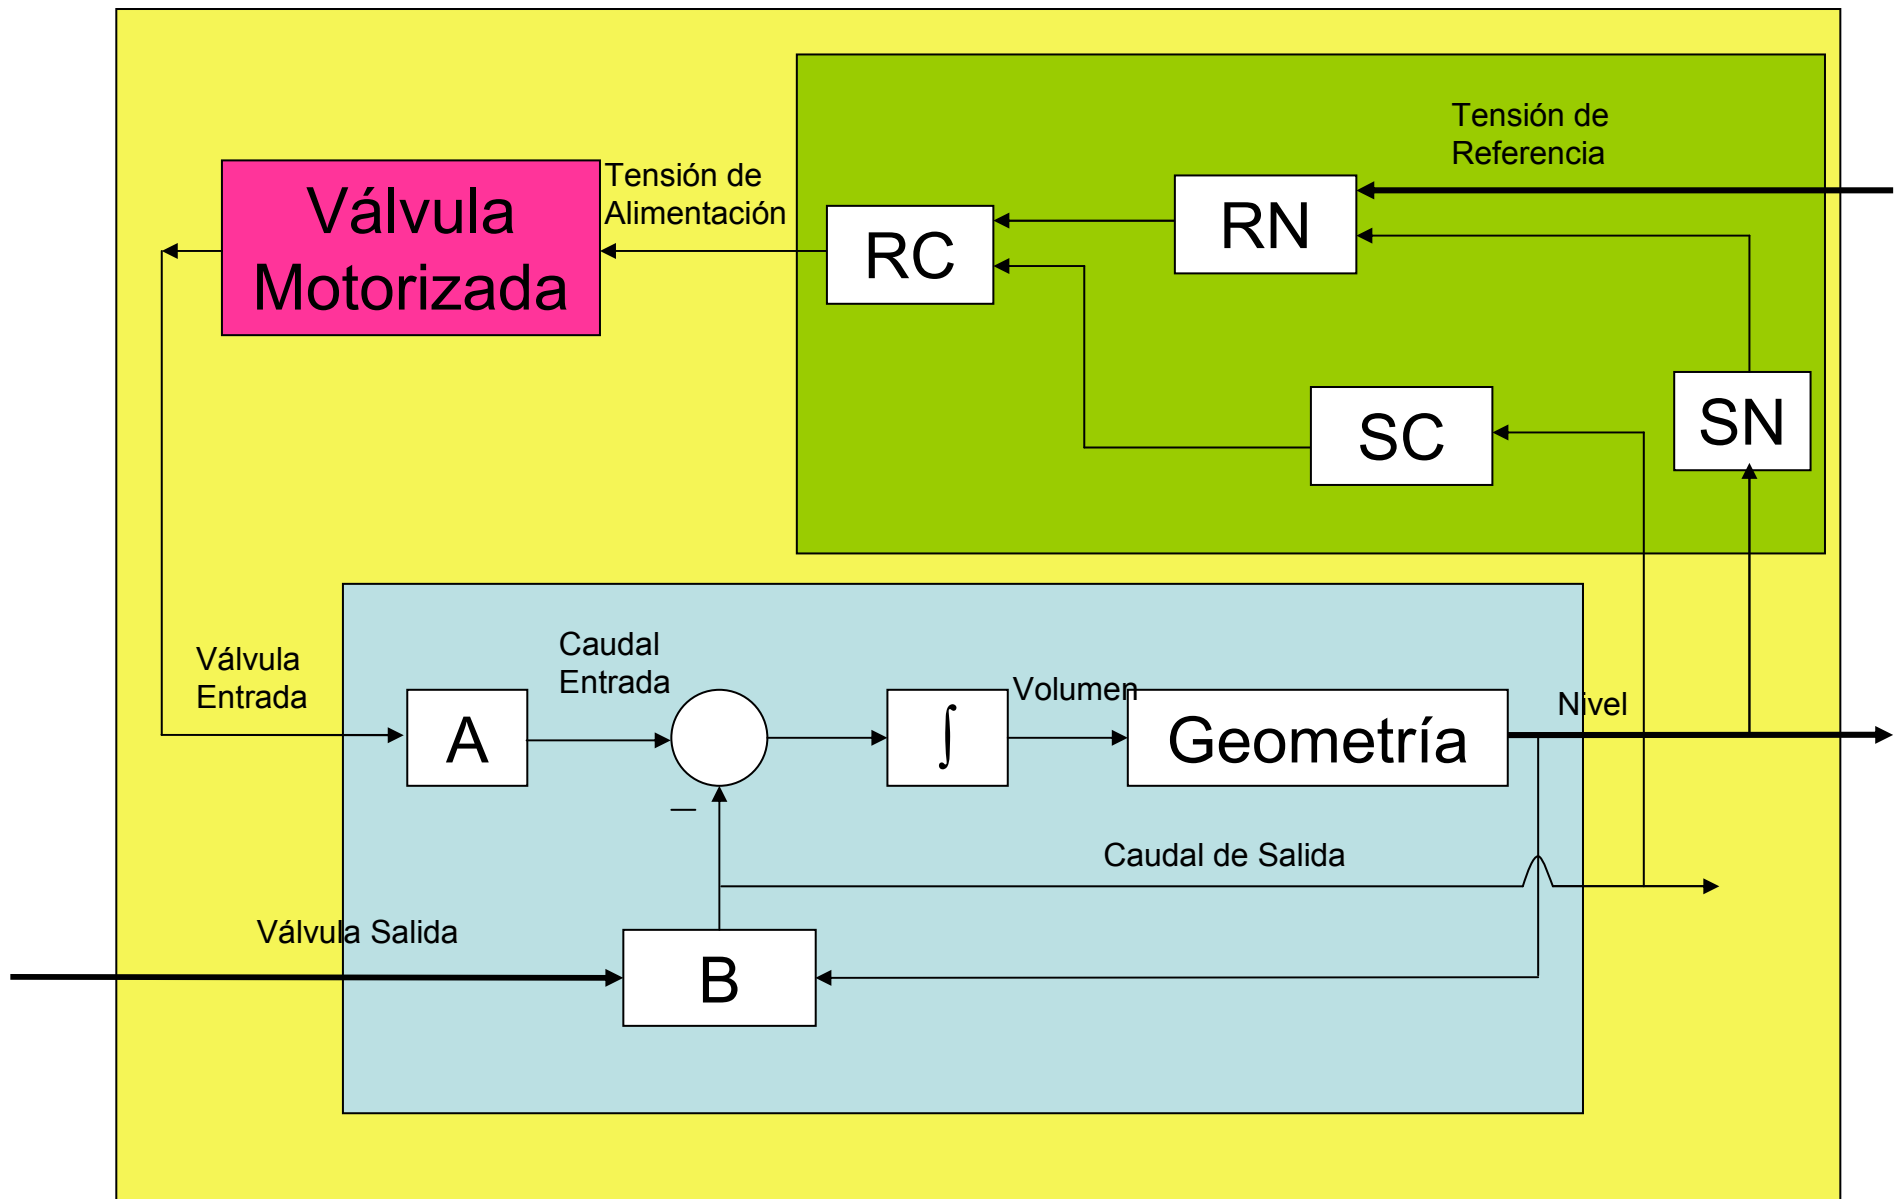 Tensión de
Referencia
Válvula
Motorizada
Tensión de
Alimentación
RC
RN
SC
SN
Válvula
Entrada
Caudal
Entrada
A
∫
Volumen
Geometría
Nivel
–
Caudal de Salida
Válvula Salida
B